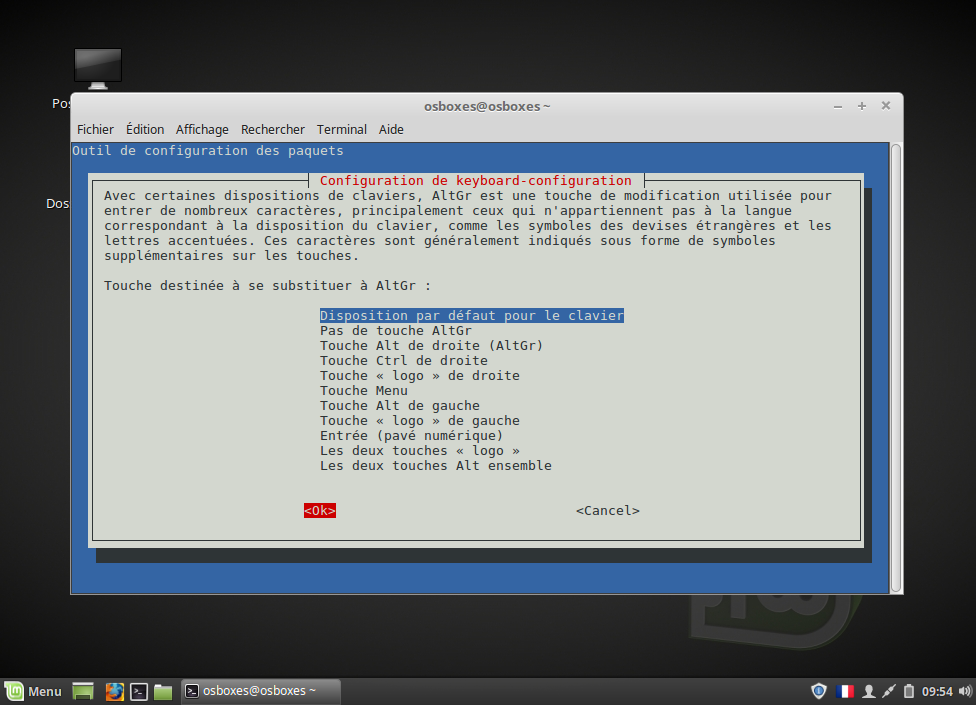 Pos
Dos
osboxes@osboxes ~
Fichier Édition Affichage Rechercher Terminal Aide
Outil de configuration des paquets
Configuration de keyboard-configuration
Avec certaines dispositions de claviers, AltGr est une touche de modification utilisée pour
entrer de nombreux caractères, principalement ceux qui n'appartiennent pas à la langue
correspondant à la disposition du clavier, comme les symboles des devises étrangères et les
lettres accentuées. Ces caractères sont généralement indiqués sous forme de symboles
supplémentaires sur les touches.
Touche destinée à se substituer à AltGr :
Disposition par défaut pour le clavier
Pas de touche AltGr
Touche Alt de droite (AltGr)
Touche Ctrl de droite
Touche « logo » de droite
Touche Menu
Touche Alt de gauche
Touche « logo » de gauche
Entrée (pavé numérique)
Les deux touches « logo »
Les deux touches Alt ensemble
<Ok> <Cancel>
Menu osboxes@osboxes ~ 09:54